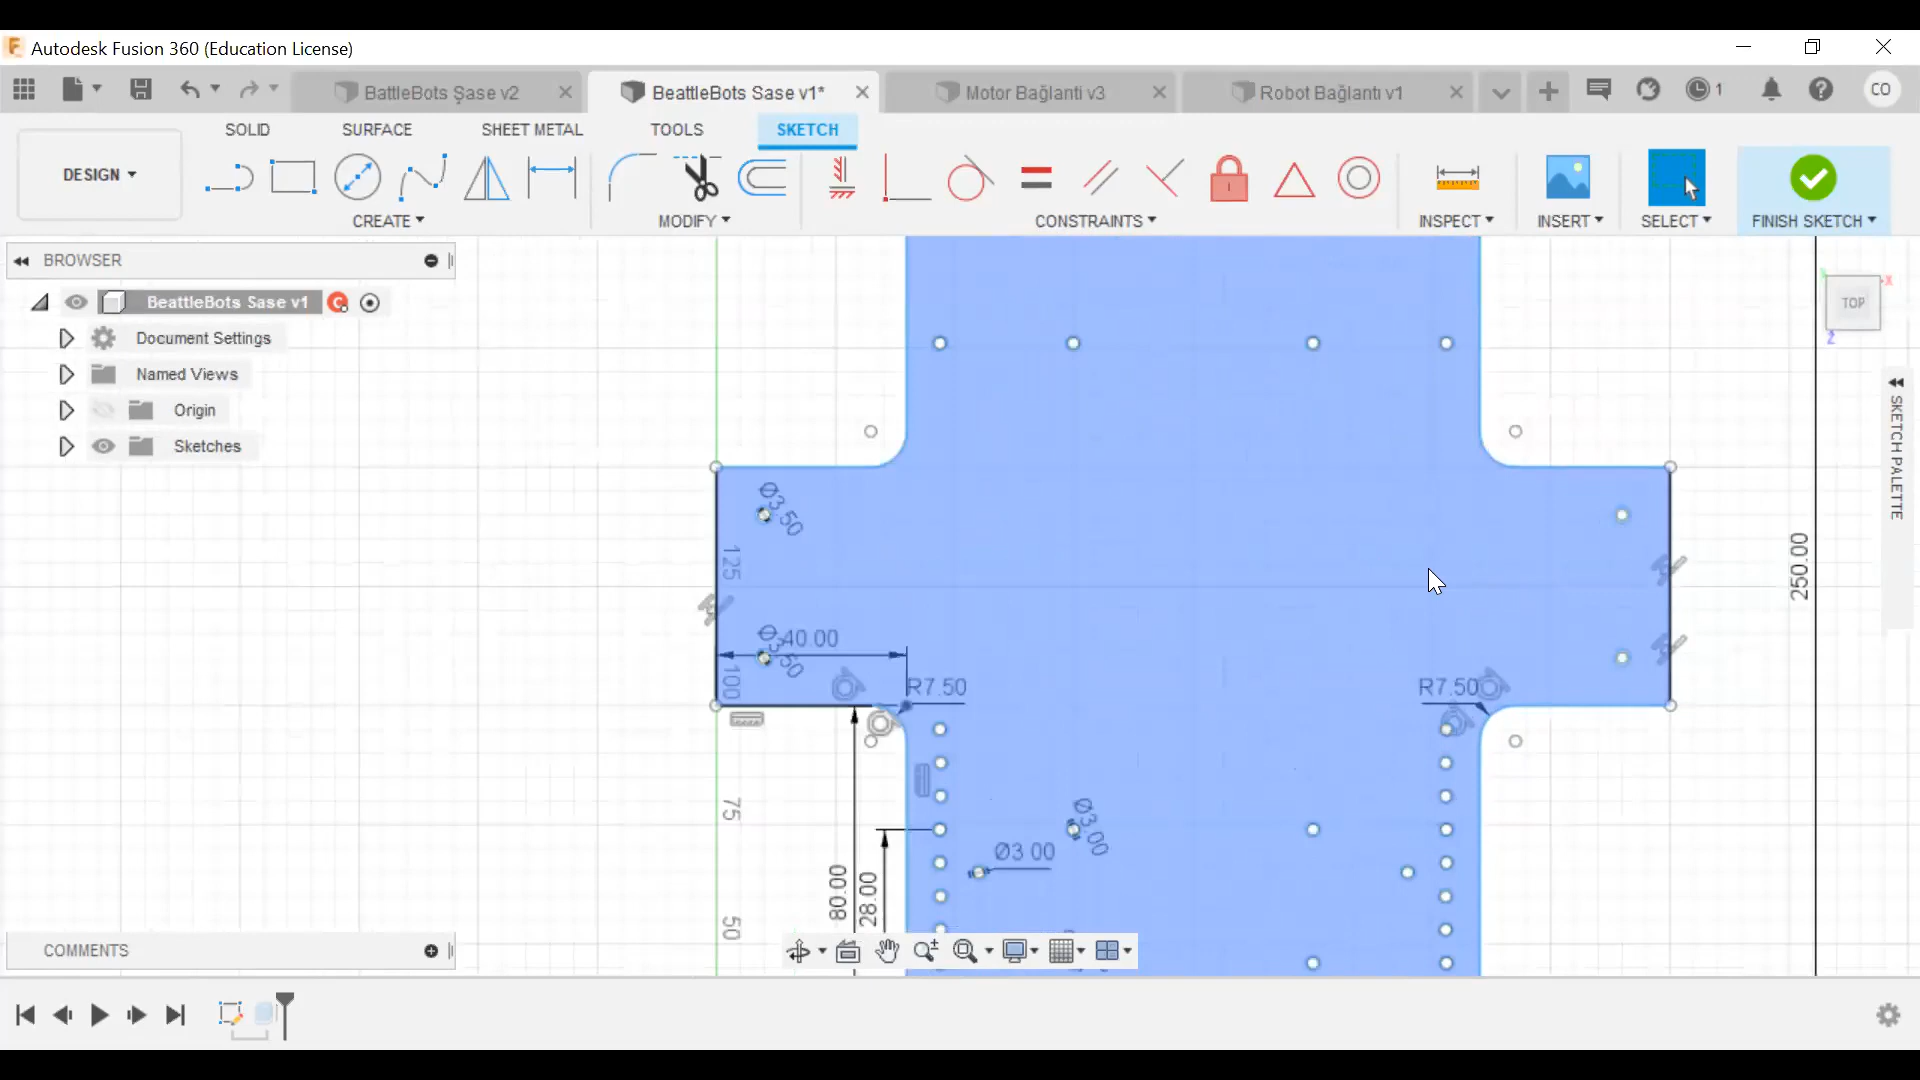 Autodesk Fusion 360 (Education License)
BattleBots Şase v2
BeattleBots Sase v1*
Motor Bağlanti v3
Robot Bağlantı v1
1
CO
SOLID
SURFACE
SHEET METAL
TOOLS
SKETCH
DESIGN
CREATE
MODIFY
CONSTRAINTS
INSPECT
INSERT
SELECT
FINISH SKETCH
BROWSER
BeattleBots Sase v1
Document Settings
Named Views
Origin
Sketches
TOP
X
Z
SKETCH PALETTE
Ø3.50
125
250.00
Ø3.50
40.00
100
R7.50
R7.50
75
Ø3.00
Ø3.00
80.00
28.00
50
COMMENTS